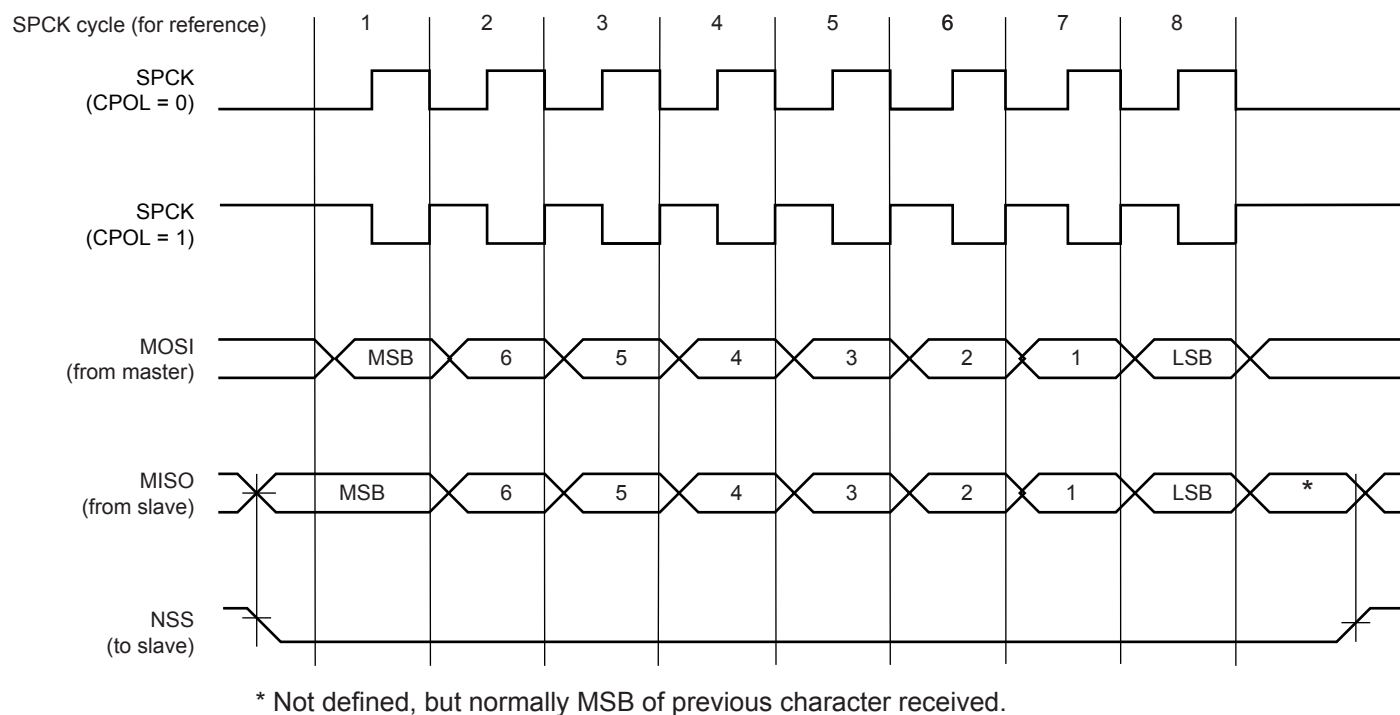 SPCK cycle (for reference) 1 2 3 4 5 6 7 8
SPCK
(CPOL = 0)
SPCK
(CPOL = 1)
MOSI
(from master)
MSB 6 5 4 3 2 1 LSB
MISO
(from slave)
MSB 6 5 4 3 2 1 LSB *
NSS
(to slave)
* Not defined, but normally MSB of previous character received.